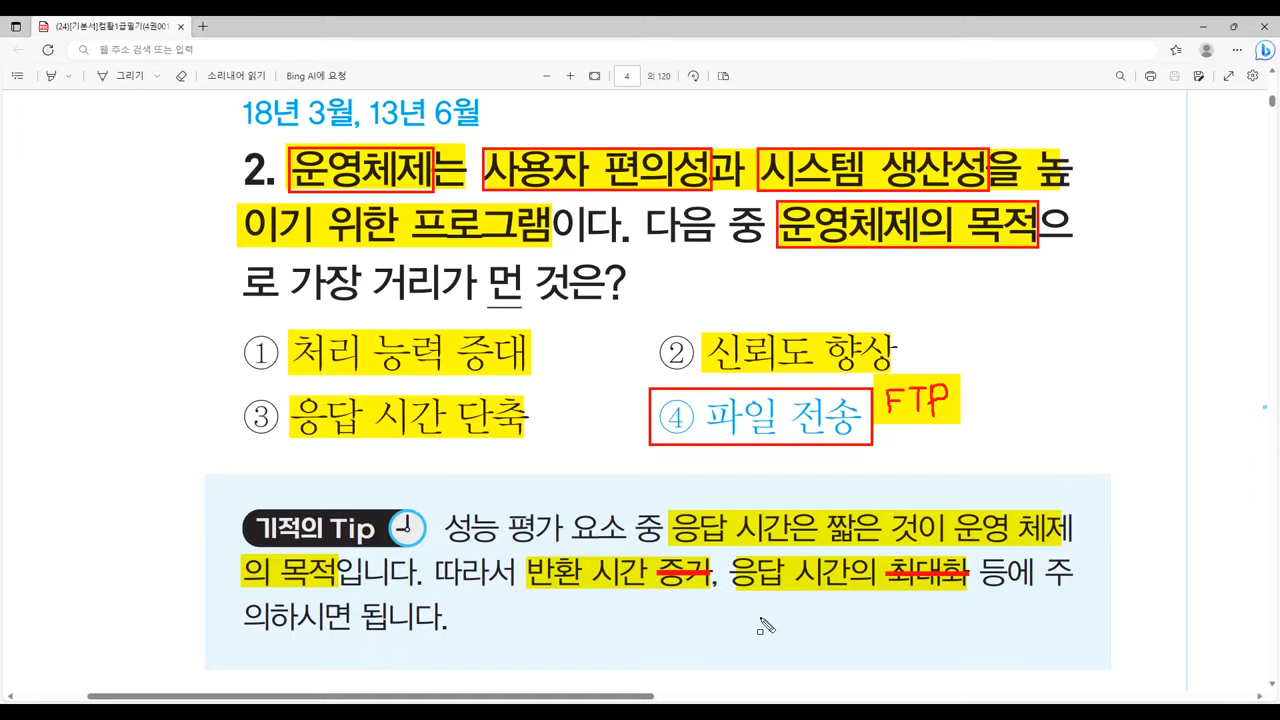 (24)[기본서]컴활1급필기(4권001
웹 주소 검색 또는 입력
그리기
소리내어 읽기
Bing AI에 요청
4
의 120
18년 3월, 13년 6월
2. 운영체제는 사용자 편의성과 시스템 생산성을 높
이기 위한 프로그램이다. 다음 중 운영체제의 목적으
로 가장 거리가 먼 것은?
① 처리 능력 증대
② 신뢰도 향상
③ 응답 시간 단축
④ 파일 전송 FTP
기적의 Tip 성능 평가 요소 중 응답 시간은 짧은 것이 운영 체제
의 목적입니다. 따라서 반환 시간 증가, 응답 시간의 최대화 등에 주
의하시면 됩니다.